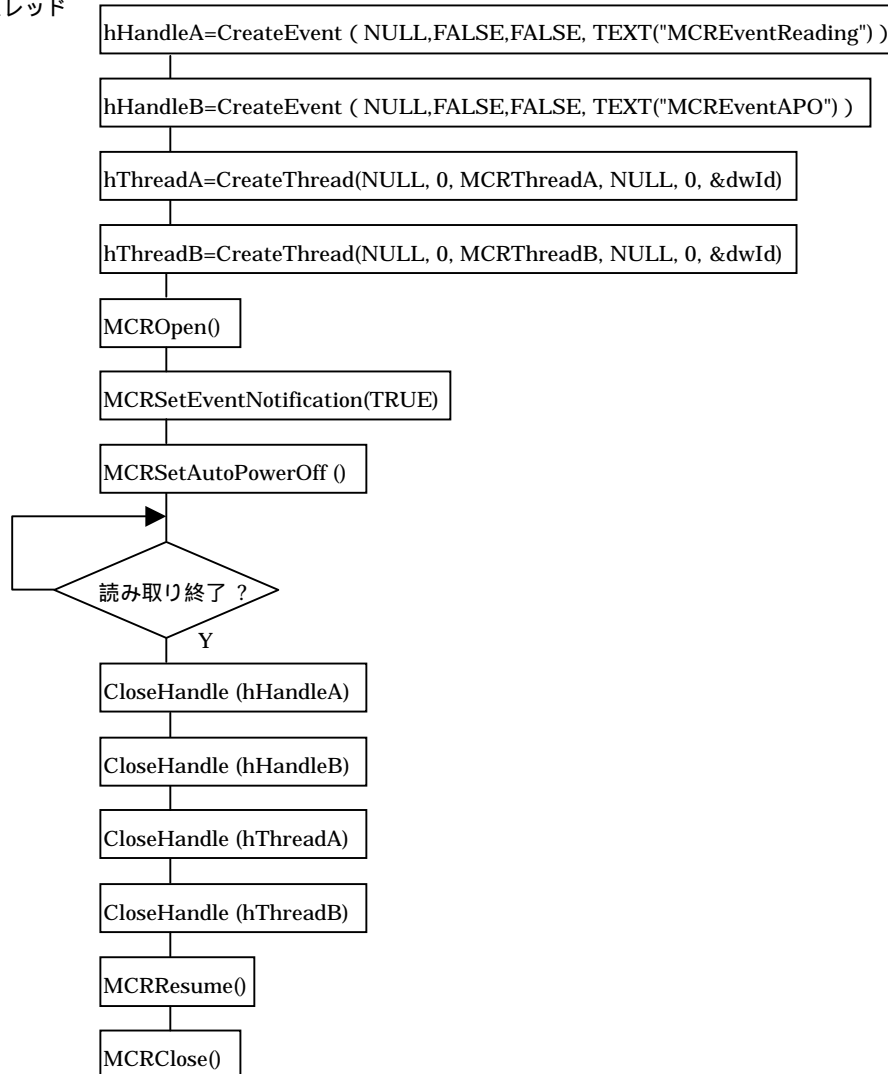 レッド
hHandleA=CreateEvent ( NULL,FALSE,FALSE, TEXT("MCREventReading") )
hHandleB=CreateEvent ( NULL,FALSE,FALSE, TEXT("MCREventAPO") )
hThreadA=CreateThread(NULL, 0, MCRThreadA, NULL, 0, &dwId)
hThreadB=CreateThread(NULL, 0, MCRThreadB, NULL, 0, &dwId)
MCROpen()
MCRSetEventNotification(TRUE)
MCRSetAutoPowerOff ()
読み取り終了 ?
Y
CloseHandle (hHandleA)
CloseHandle (hHandleB)
CloseHandle (hThreadA)
CloseHandle (hThreadB)
MCRResume()
MCRClose()